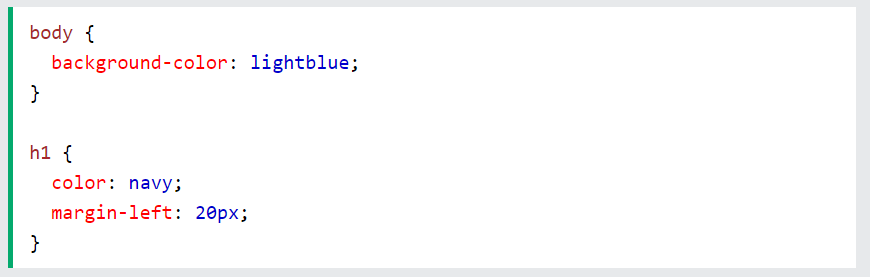 body {
  background-color: lightblue;
}

h1 {
  color: navy;
  margin-left: 20px;
}